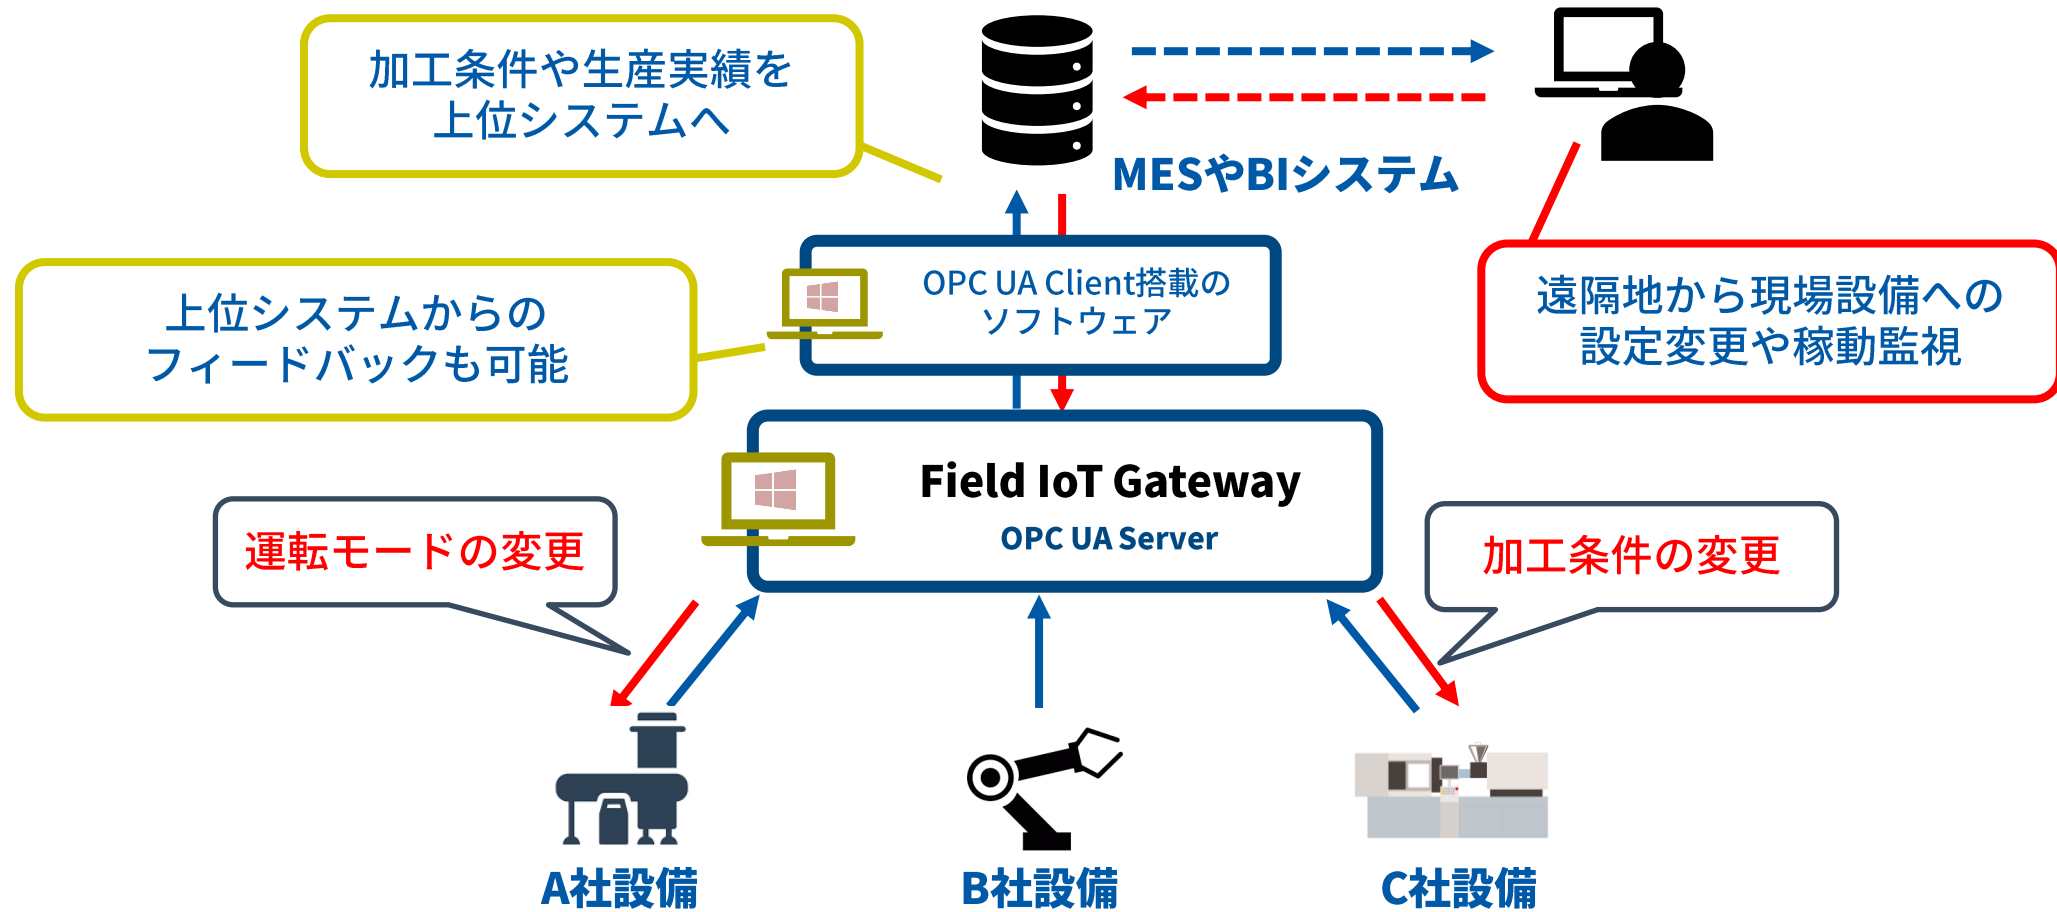 加工条件や生産実績を
上位システムへ
MESやBIシステム
OPC UA Client搭載の
ソフトウェア
上位システムからの
フィードバックも可能
遠隔地から現場設備への
設定変更や稼動監視
Field IoT Gateway
OPC UA Server
運転モードの変更
加工条件の変更
A社設備
B社設備
C社設備